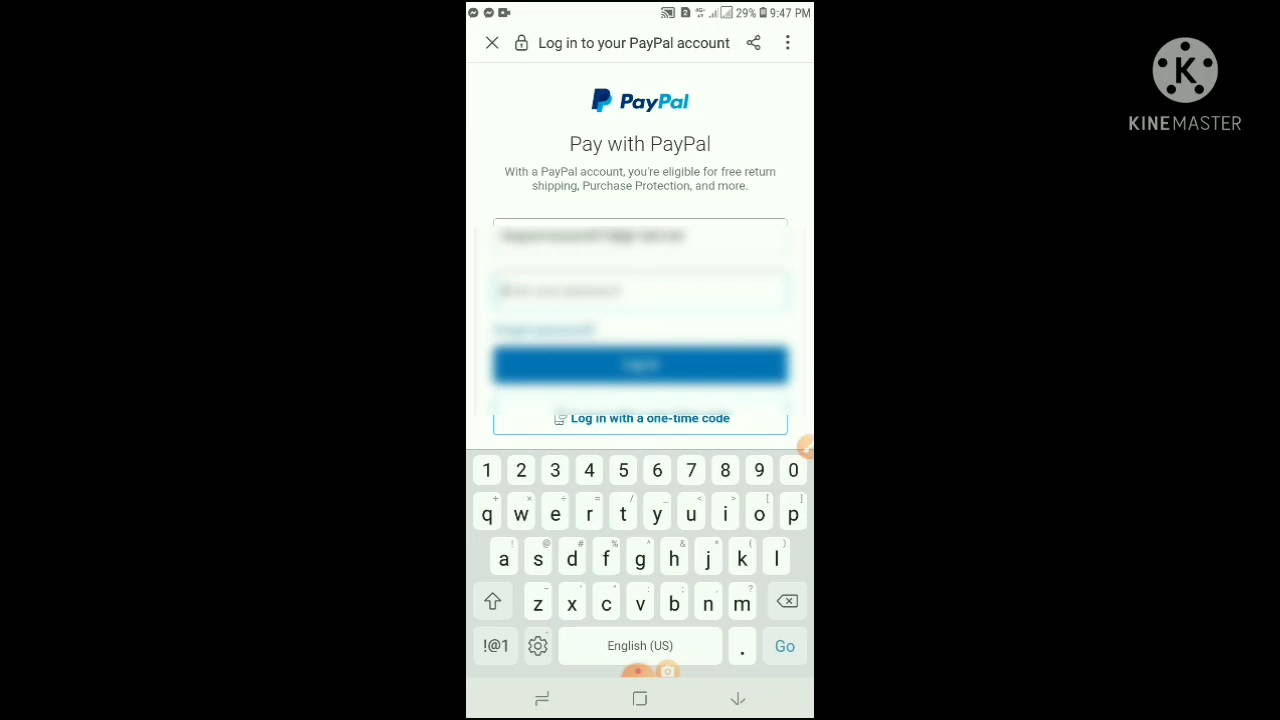 29% 9:47 PM
Log in to your PayPal account
PayPal
Pay with PayPal
With a PayPal account, you're eligible for free return
shipping, Purchase Protection, and more.
Log in
Log in with a one-time code
1 2 3 4 5 6 7 8 9 0
q w e r t y u i o p
a s d f g h j k l
z x c v b n m
!@1 English (US) . Go
K
KINEMASTER